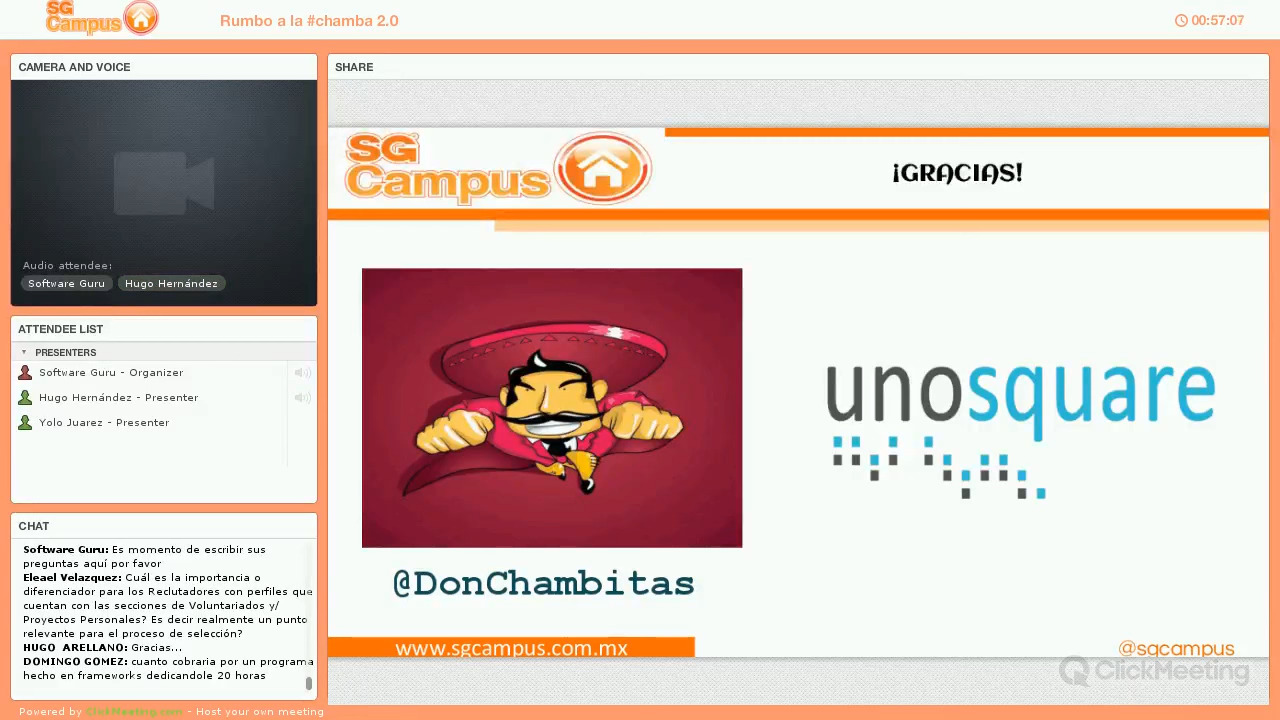 SG
Campus
Rumbo a la #chamba 2.0
00:57:07
CAMERA AND VOICE
Audio attendee:
Software Guru
Hugo Hernández
ATTENDEE LIST
PRESENTERS
Software Guru - Organizer
Hugo Hernández - Presenter
Yolo Juarez - Presenter
CHAT
Software Guru: Es momento de escribir sus
preguntas aquí por favor
Eleael Velazquez: Cuál es la importancia o
diferenciador para los Reclutadores con perfiles que
cuentan con las secciones de Voluntariados y/
Proyectos Personales? Es decir realmente un punto
relevante para el proceso de selección?
HUGO ARELLANO: Gracias...
DOMINGO GOMEZ: cuanto cobraria por un programa
hecho en frameworks dedicandole 20 horas
Powered by ClickMeeting.com - Host your own meeting
SHARE
SG
Campus
¡GRACIAS!
unosquare
@DonChambitas
www.sgcampus.com.mx
@sgcampus
ClickMeeting